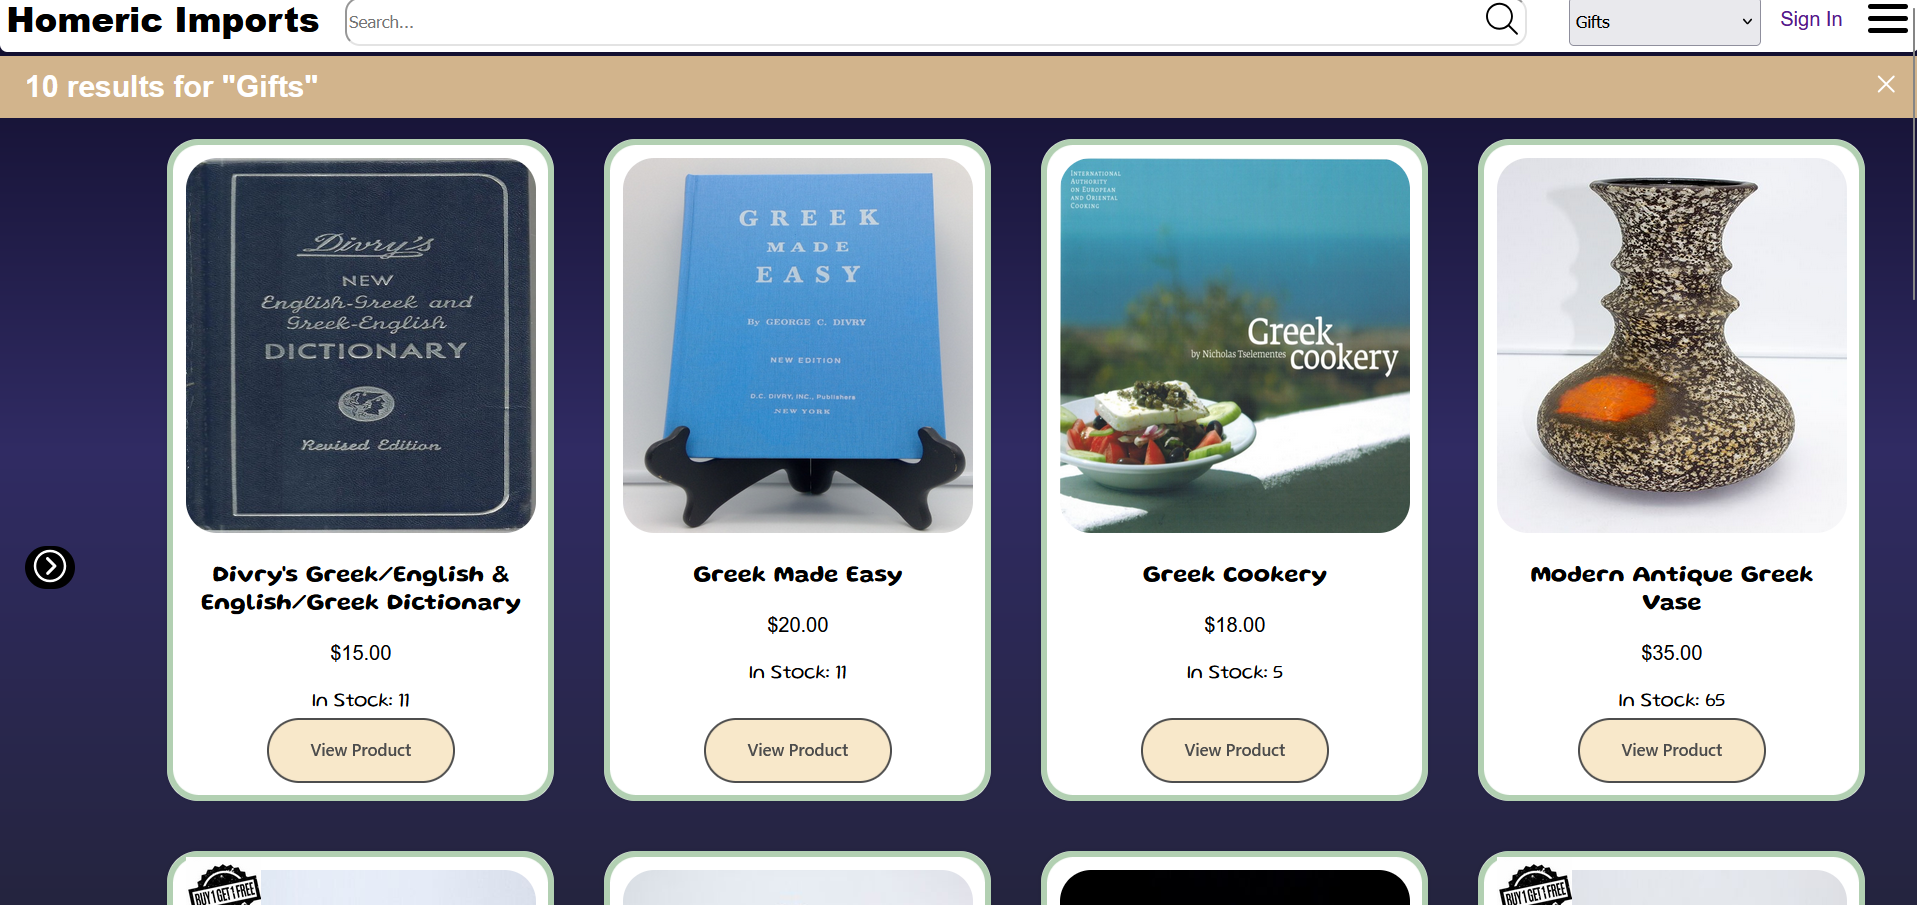 Homeric Imports
Search...
Gifts
Sign In
10 results for "Gifts"
Divry's
NEW
English-Greek and
Greek-English
DICTIONARY
Revised Edition
Divry's Greek/English &
English/Greek Dictionary
$15.00
In Stock: 11
View Product
GREEK
MADE
EASY
By GEORGE C. DIVRY
NEW EDITION
D.C. DIVRY, INC., Publishers
NEW YORK
Greek Made Easy
$20.00
In Stock: 11
View Product
INTERNATIONAL
AUTHORITY
ON EUROPEAN
AND ORIENTAL
COOKING
Greek
by Nicholas Tselementes cookery
Greek Cookery
$18.00
In Stock: 5
View Product
Modern Antique Greek
Vase
$35.00
In Stock: 65
View Product
BUY 1 GET 1 FREE
BUY 1 GET 1 FREE